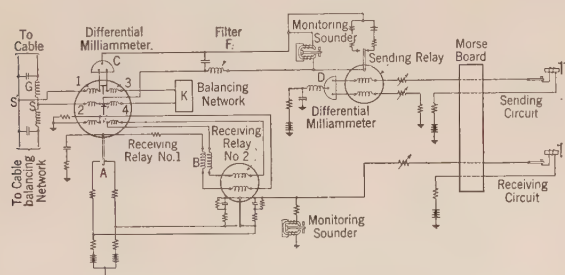 To
Cable
Differential
Milliammeter.
C
Filter
F.
Monitoring
Sounder
Sending Relay
Morse
Board
G
S
S
1
3
2
4
K
Balancing
Network
D
Differential
Milliammeter
Sending
Circuit
Receiving
Relay No.1
Receiving
Relay
No 2
B
A
To Cable
balancing
Network
Monitoring
Sounder
Receiving
Circuit